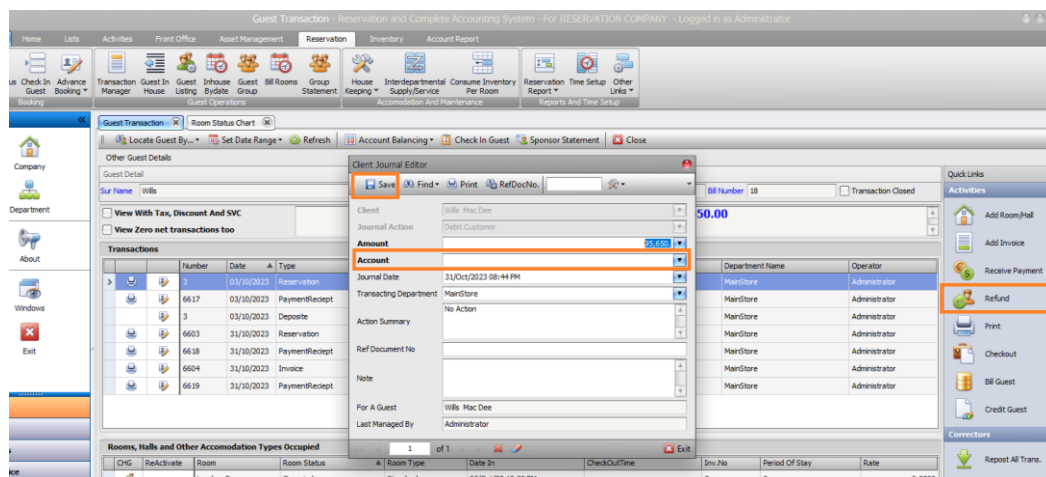 Guest Transaction - Reservation and Complete Accounting System - For RESERVATION COMPANY - Logged in as Administrator
Home Lists Activities Front Office Asset Management Reservation Inventory Account Report
us Check In Guest Advance Booking Transaction Manager Guest In House Guest Listing Inhouse Bydate Guest Group Bill Rooms Group Statement House Keeping Interdepartmental Supply/Service Consume Inventory Per Room Reservation Report Time Setup Other Links
Booking Guest Operations Accomodation And Maintenance Reports And Time Setup
Guest Transaction Room Status Chart
Locate Guest By... Set Date Range Refresh Account Balancing Check In Guest Sponsor Statement Close
Company
Department
About
Windows
Exit
Other Guest Details
Guest Detail
Sur Name Wills Bill Number 18 Transaction Closed
View With Tax, Discount And SVC 50.00
View Zero net transactions too
Transactions
Number Date Type Department Name Operator
3 03/10/2023 Reservation MainStore Administrator
6617 03/10/2023 PaymentReciept MainStore Administrator
3 03/10/2023 Deposite MainStore Administrator
6603 31/10/2023 Reservation MainStore Administrator
6618 31/10/2023 PaymentReciept MainStore Administrator
6604 31/10/2023 Invoice MainStore Administrator
6619 31/10/2023 PaymentReciept MainStore Administrator
Client Journal Editor
Save Find Print RefDocNo.
Client Wills Mac Dee
Journal Action Debit Customer
Amount 95,650.
Account
Journal Date 31/Oct/2023 08:44 PM
Transacting Department MainStore
Action Summary No Action
Ref Document No
Note
For A Guest Wills Mac Dee
Last Managed By Administrator
1 of 1 Exit
Rooms, Halls and Other Accomodation Types Occupied
CHG ReActivate Room Room Status Room Type Date In CheckOutTime Inv.No Period Of Stay Rate
Quick Links
Activities
Add Room/Hall
Add Invoice
Receive Payment
Refund
Print
Checkout
Bill Guest
Credit Guest
Correctors
Repost All Trans.